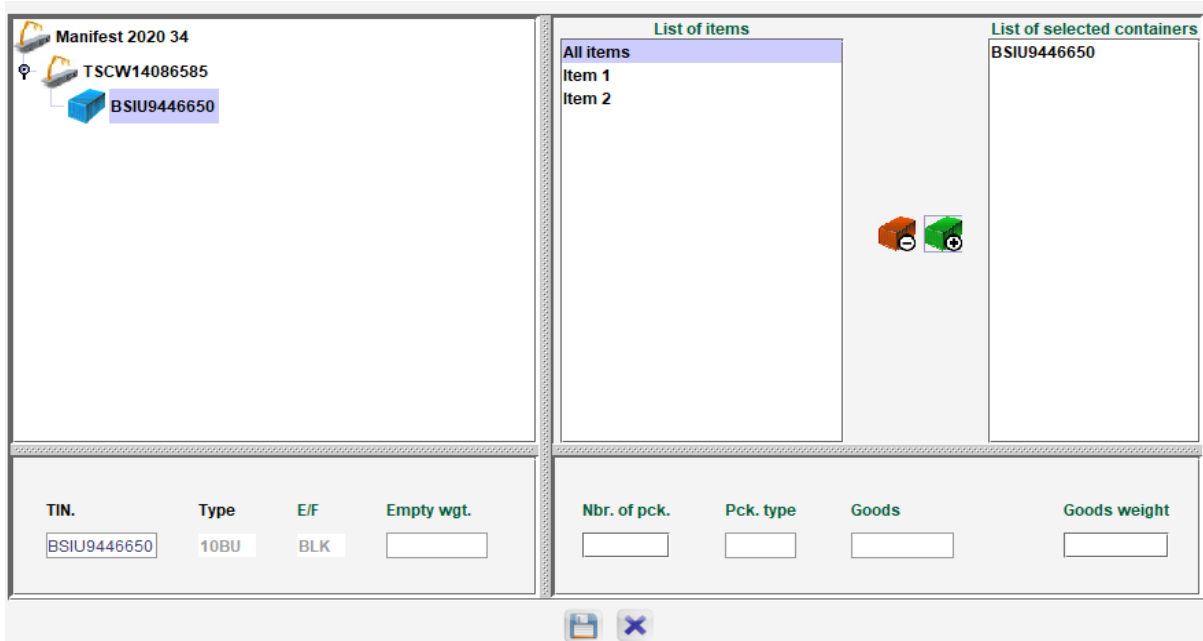 Manifest 2020 34
TSCW14086585
BSIU9446650
List of items
All items
Item 1
Item 2
List of selected containers
BSIU9446650
TIN. Type E/F Empty wgt.
BSIU9446650 10BU BLK
Nbr. of pck. Pck. type Goods Goods weight